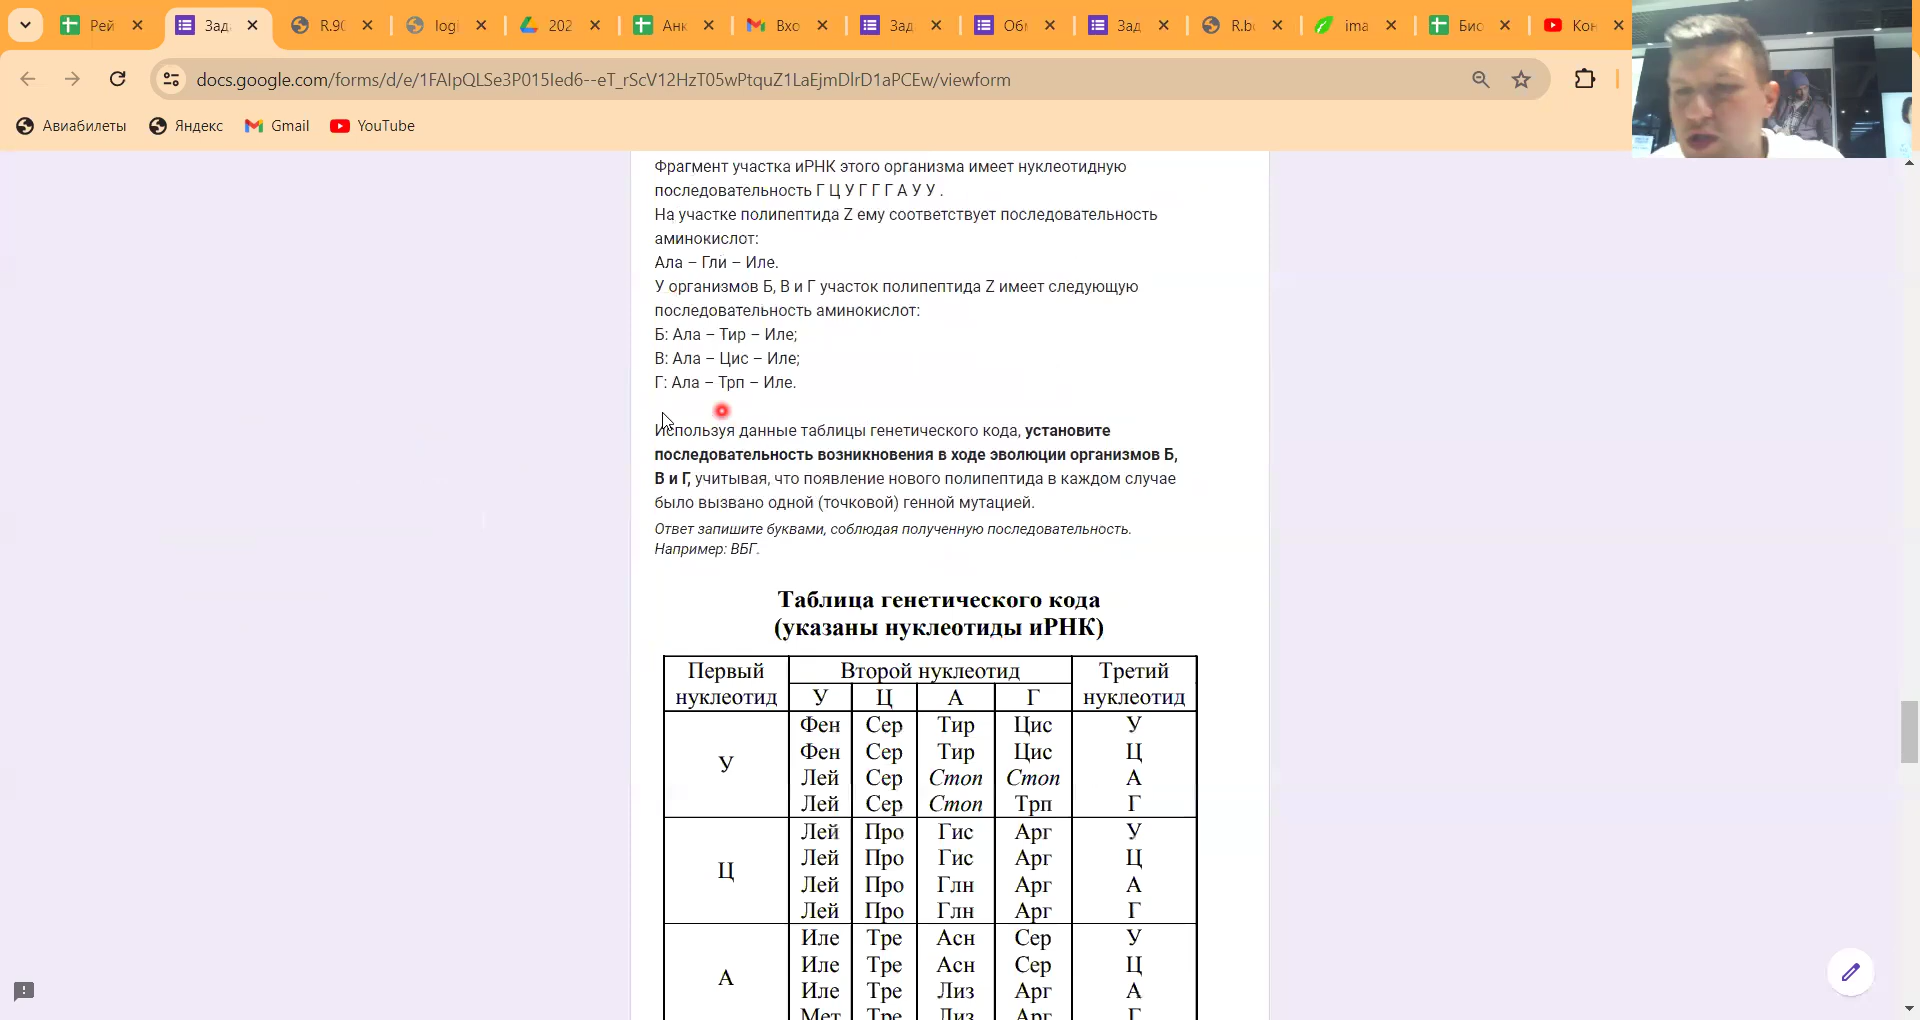 Рей
Зад
R.9(
logi
202
Анк
Вхо
Зад
Об
Зад
R.b
ima
Био
Кон
docs.google.com/forms/d/e/1FAIpQLSe3P015Ied6--eT_rScV12HzT05wPtquZ1LaEjmDlrD1aPCEw/viewform
Авиабилеты
Яндекс
Gmail
YouTube
Фрагмент участка иРНК этого организма имеет нуклеотидную
последовательность Г Ц У Г Г Г А У У .
На участке полипептида Z ему соответствует последовательность
аминокислот:
Ала – Гли – Иле.
У организмов Б, В и Г участок полипептида Z имеет следующую
последовательность аминокислот:
Б: Ала – Тир – Иле;
В: Ала – Цис – Иле;
Г: Ала – Трп – Иле.
Используя данные таблицы генетического кода, установите
последовательность возникновения в ходе эволюции организмов Б,
В и Г, учитывая, что появление нового полипептида в каждом случае
было вызвано одной (точковой) генной мутацией.
Ответ запишите буквами, соблюдая полученную последовательность.
Например: ВБГ.
Таблица генетического кода
(указаны нуклеотиды иРНК)
Первый нуклеотид Второй нуклеотид Третий нуклеотид
У Ц А Г
У
Фен Сер Тир Цис У
Фен Сер Тир Цис Ц
Лей Сер Стоп Стоп А
Лей Сер Стоп Трп Г
Ц
Лей Про Гис Арг У
Лей Про Гис Арг Ц
Лей Про Глн Арг А
Лей Про Глн Арг Г
А
Иле Тре Асн Сер У
Иле Тре Асн Сер Ц
Иле Тре Лиз Арг А
Мет Тре Лиз Арг Г